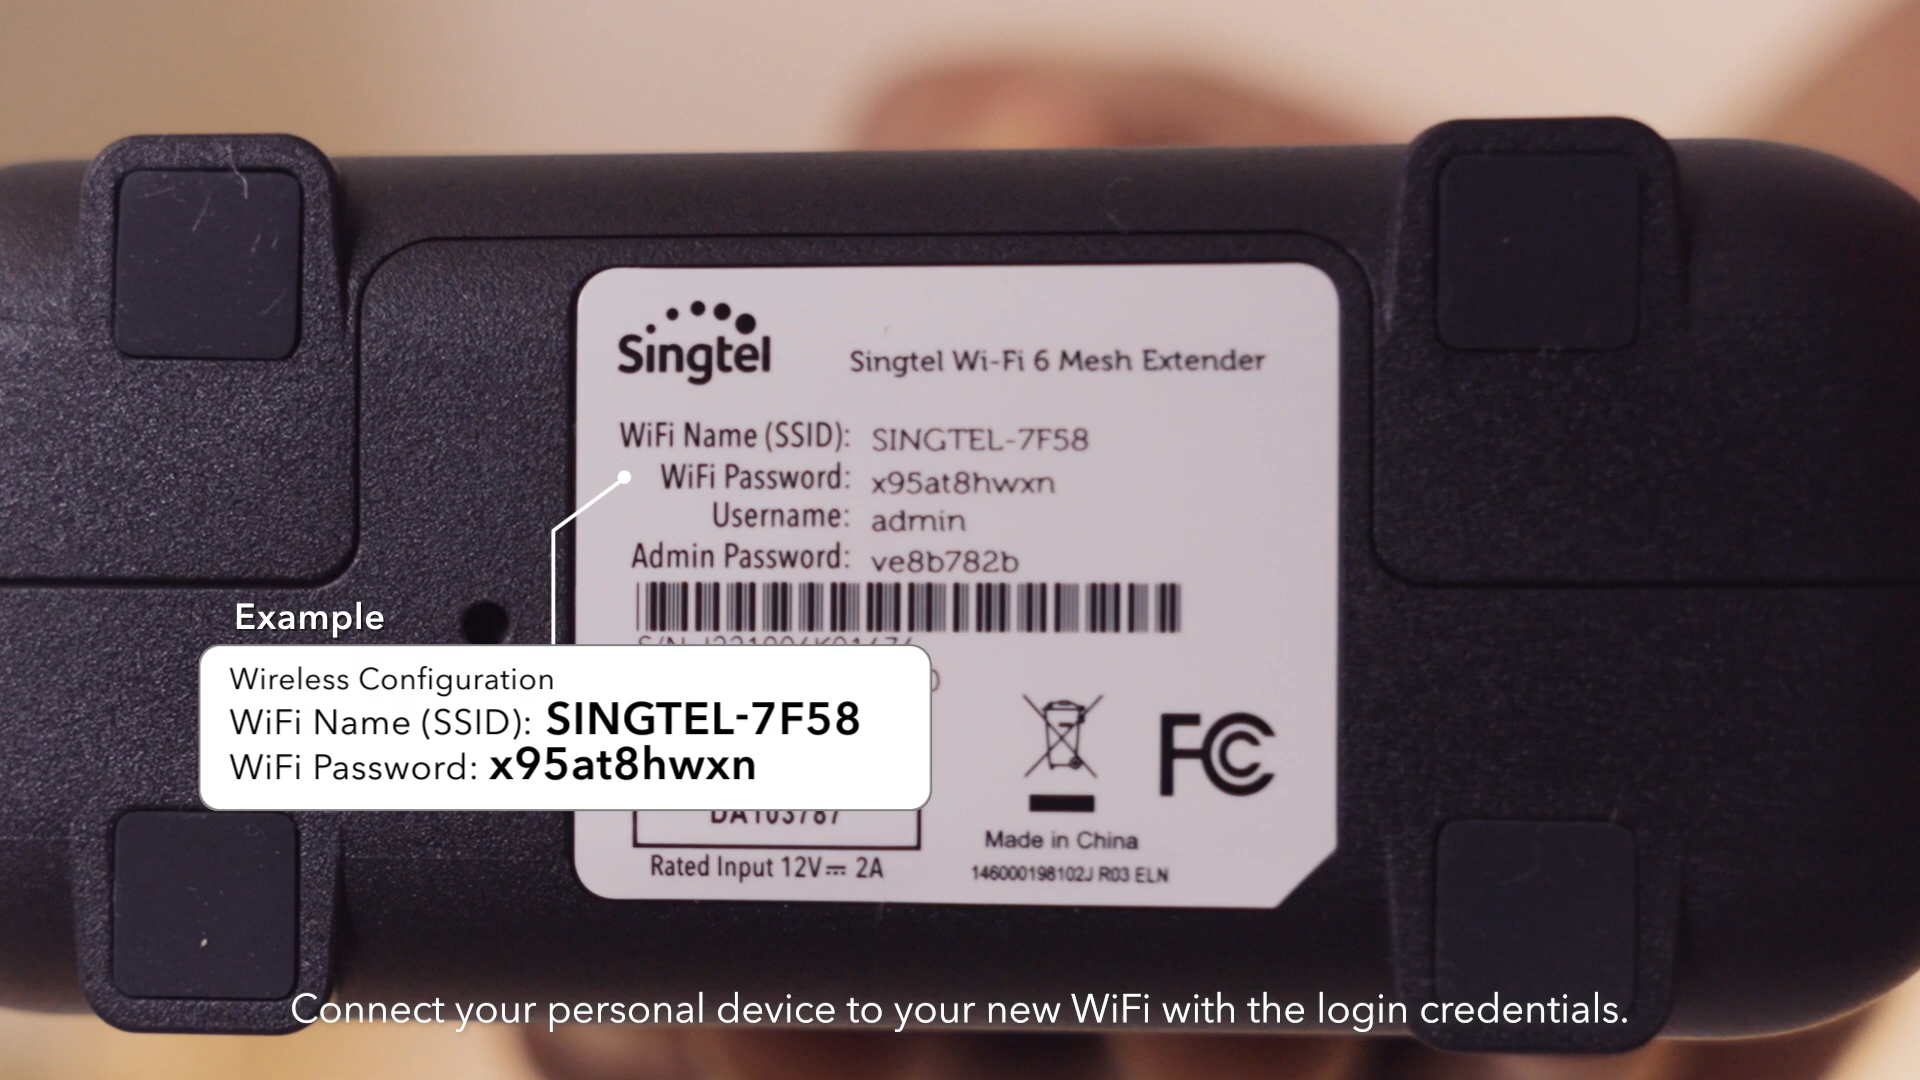 Singtel
Singtel Wi-Fi 6 Mesh Extender
WiFi Name (SSID): SINGTEL-7F58
WiFi Password: x95at8hwxn
Username: admin
Admin Password: ve8b782b
Example
Wireless Configuration
WiFi Name (SSID): SINGTEL-7F58
WiFi Password: x95at8hwxn
DA103787
FC
Rated Input 12V⎓ 2A
Made in China
146000198102J R03 ELN
Connect your personal device to your new WiFi with the login credentials.